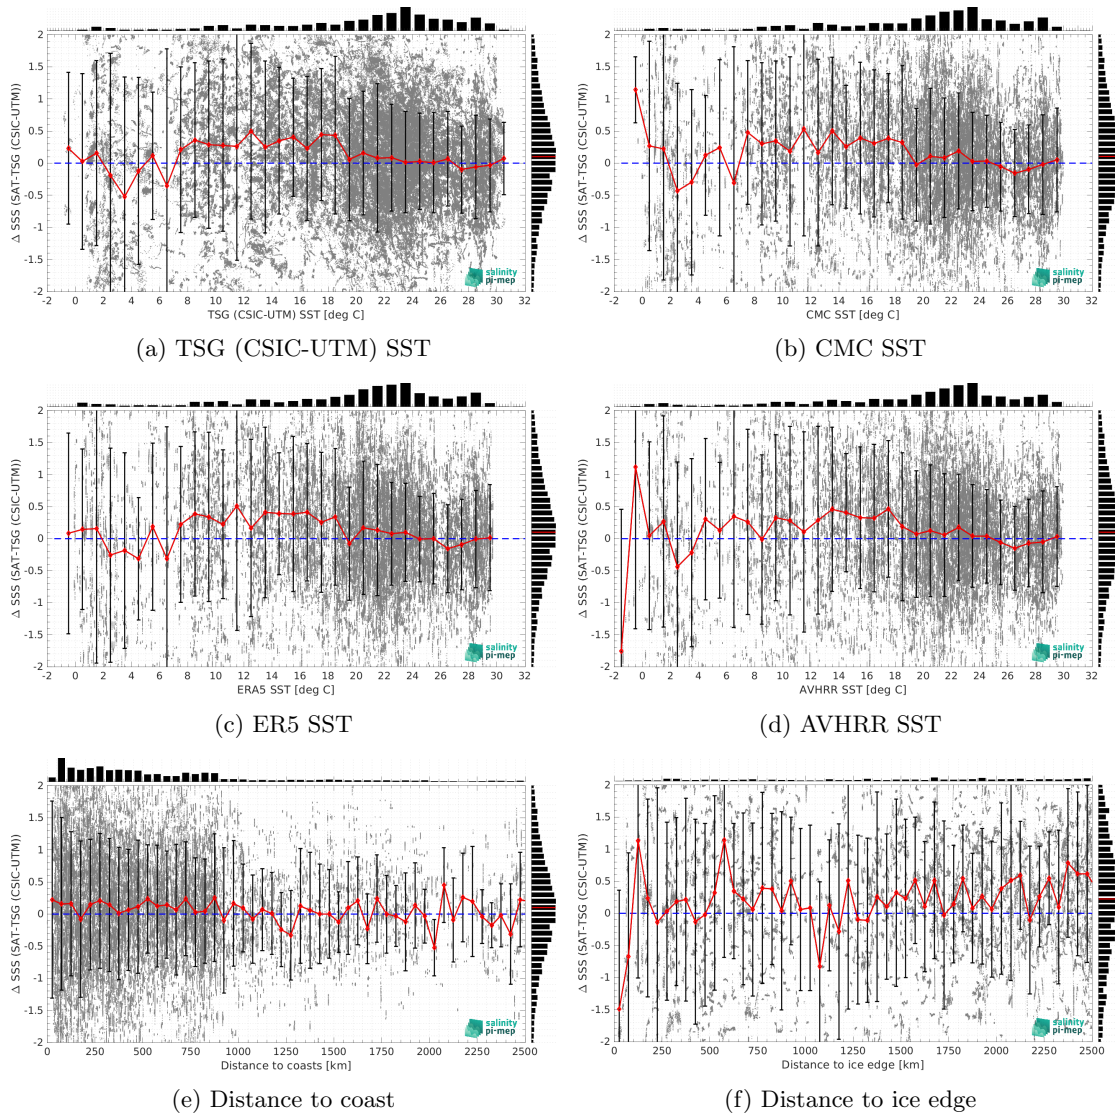 2
1.5
1
0.5
0
-0.5
-1
-1.5
-2
Δ SSS (SAT-TSG (CSIC-UTM))
-2 0 2 4 6 8 10 12 14 16 18 20 22 24 26 28 30 32
TSG (CSIC-UTM) SST [deg C]
salinity
pi-mep
(a) TSG (CSIC-UTM) SST
2
1.5
1
0.5
0
-0.5
-1
-1.5
-2
Δ SSS (SAT-TSG (CSIC-UTM))
-2 0 2 4 6 8 10 12 14 16 18 20 22 24 26 28 30 32
CMC SST [deg C]
salinity
pi-mep
(b) CMC SST
2
1.5
1
0.5
0
-0.5
-1
-1.5
-2
Δ SSS (SAT-TSG (CSIC-UTM))
-2 0 2 4 6 8 10 12 14 16 18 20 22 24 26 28 30 32
ERA5 SST [deg C]
salinity
pi-mep
(c) ER5 SST
2
1.5
1
0.5
0
-0.5
-1
-1.5
-2
Δ SSS (SAT-TSG (CSIC-UTM))
-2 0 2 4 6 8 10 12 14 16 18 20 22 24 26 28 30 32
AVHRR SST [deg C]
salinity
pi-mep
(d) AVHRR SST
2
1.5
1
0.5
0
-0.5
-1
-1.5
-2
Δ SSS (SAT-TSG (CSIC-UTM))
0 250 500 750 1000 1250 1500 1750 2000 2250 2500
Distance to coasts [km]
salinity
pi-mep
(e) Distance to coast
2
1.5
1
0.5
0
-0.5
-1
-1.5
-2
Δ SSS (SAT-TSG (CSIC-UTM))
0 250 500 750 1000 1250 1500 1750 2000 2250 2500
Distance to ice edge [km]
salinity
pi-mep
(f) Distance to ice edge